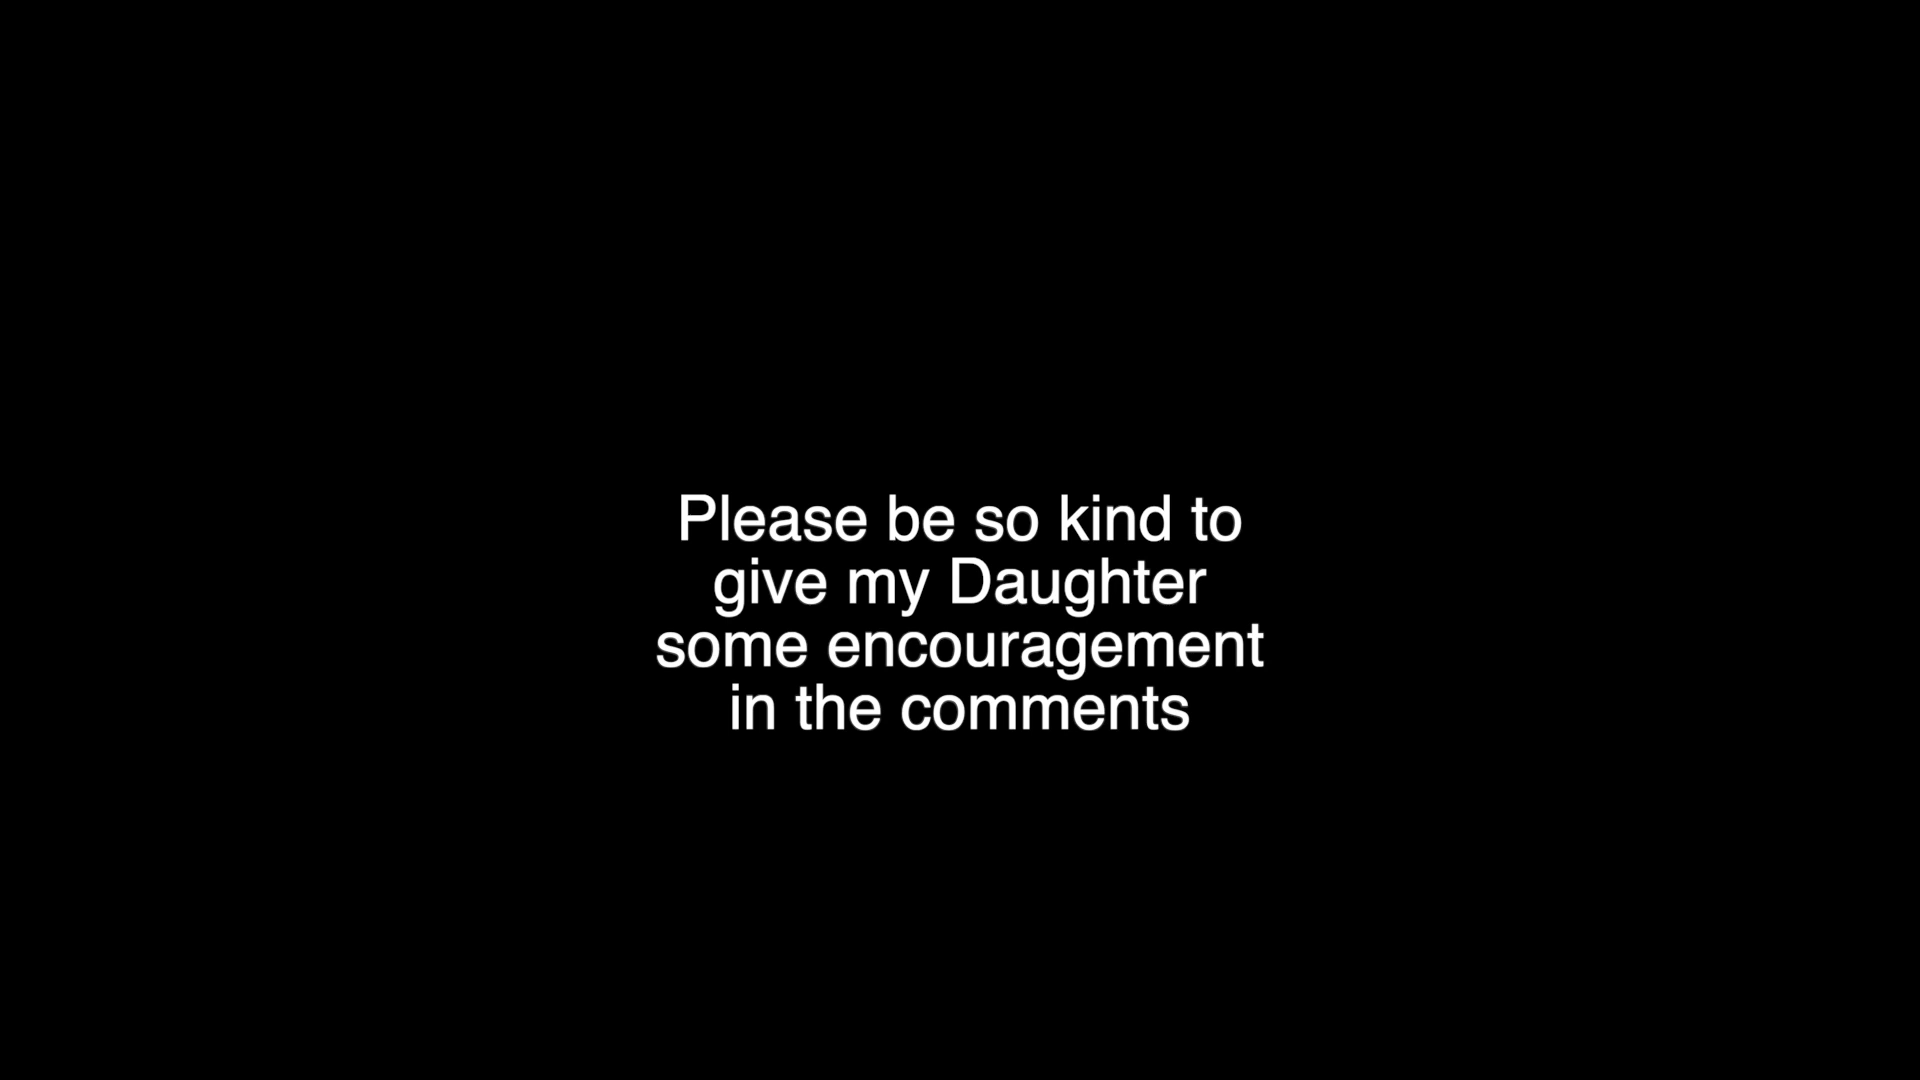 Please be so kind to
give my Daughter
some encouragement
in the comments